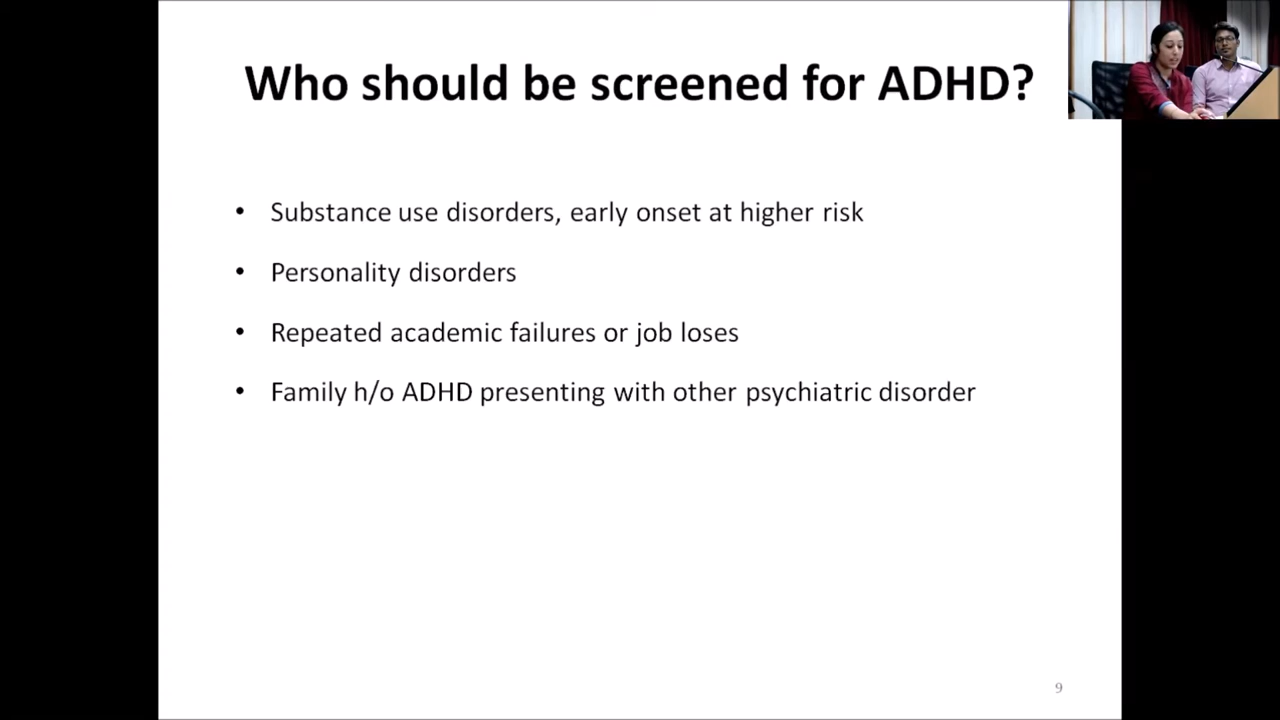 Who should be screened for ADHD?
• Substance use disorders, early onset at higher risk
• Personality disorders
• Repeated academic failures or job loses
• Family h/o ADHD presenting with other psychiatric disorder
9